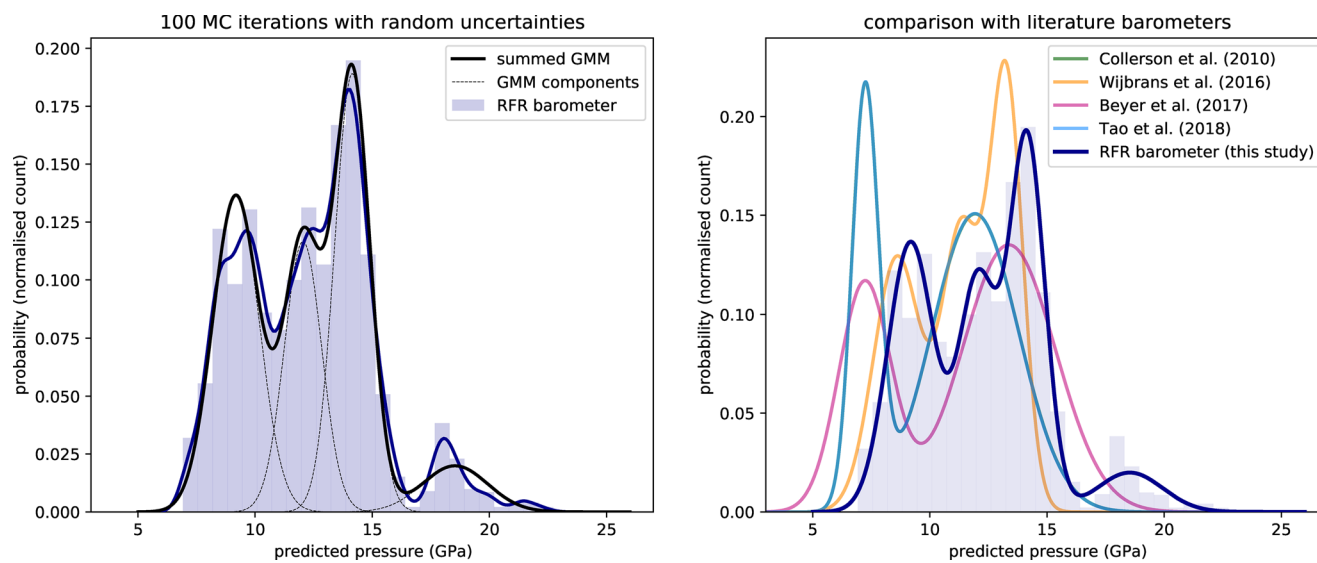 100 MC iterations with random uncertainties
probability (normalised count)
0.200
0.175
0.150
0.125
0.100
0.075
0.050
0.025
0.000
summed GMM
GMM components
RFR barometer
5
10
15
20
25
predicted pressure (GPa)
comparison with literature barometers
probability (normalised count)
0.20
0.15
0.10
0.05
0.00
Collerson et al. (2010)
Wijbrans et al. (2016)
Beyer et al. (2017)
Tao et al. (2018)
RFR barometer (this study)
5
10
15
20
25
predicted pressure (GPa)